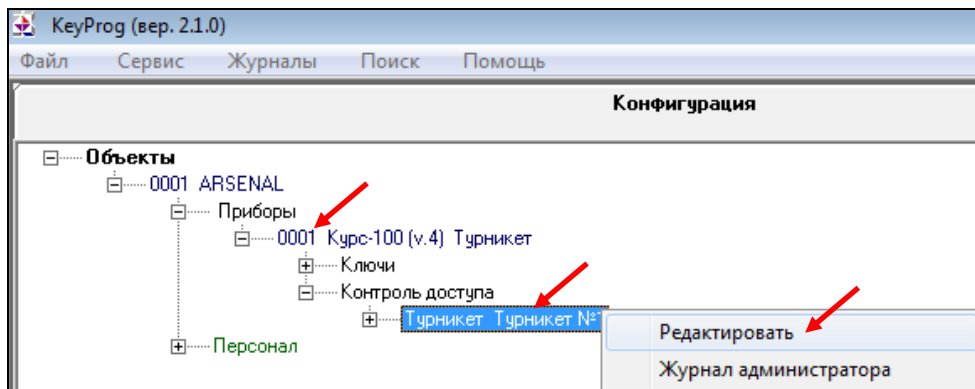 KeyProg (вер. 2.1.0)
Файл Сервис Журналы Поиск Помощь
Конфигурация
Объекты
0001 ARSENAL
Приборы
0001 Курс-100 (v.4) Турникет
Ключи
Контроль доступа
Турникет Турникет
Редактировать
Персонал
Журнал администратора